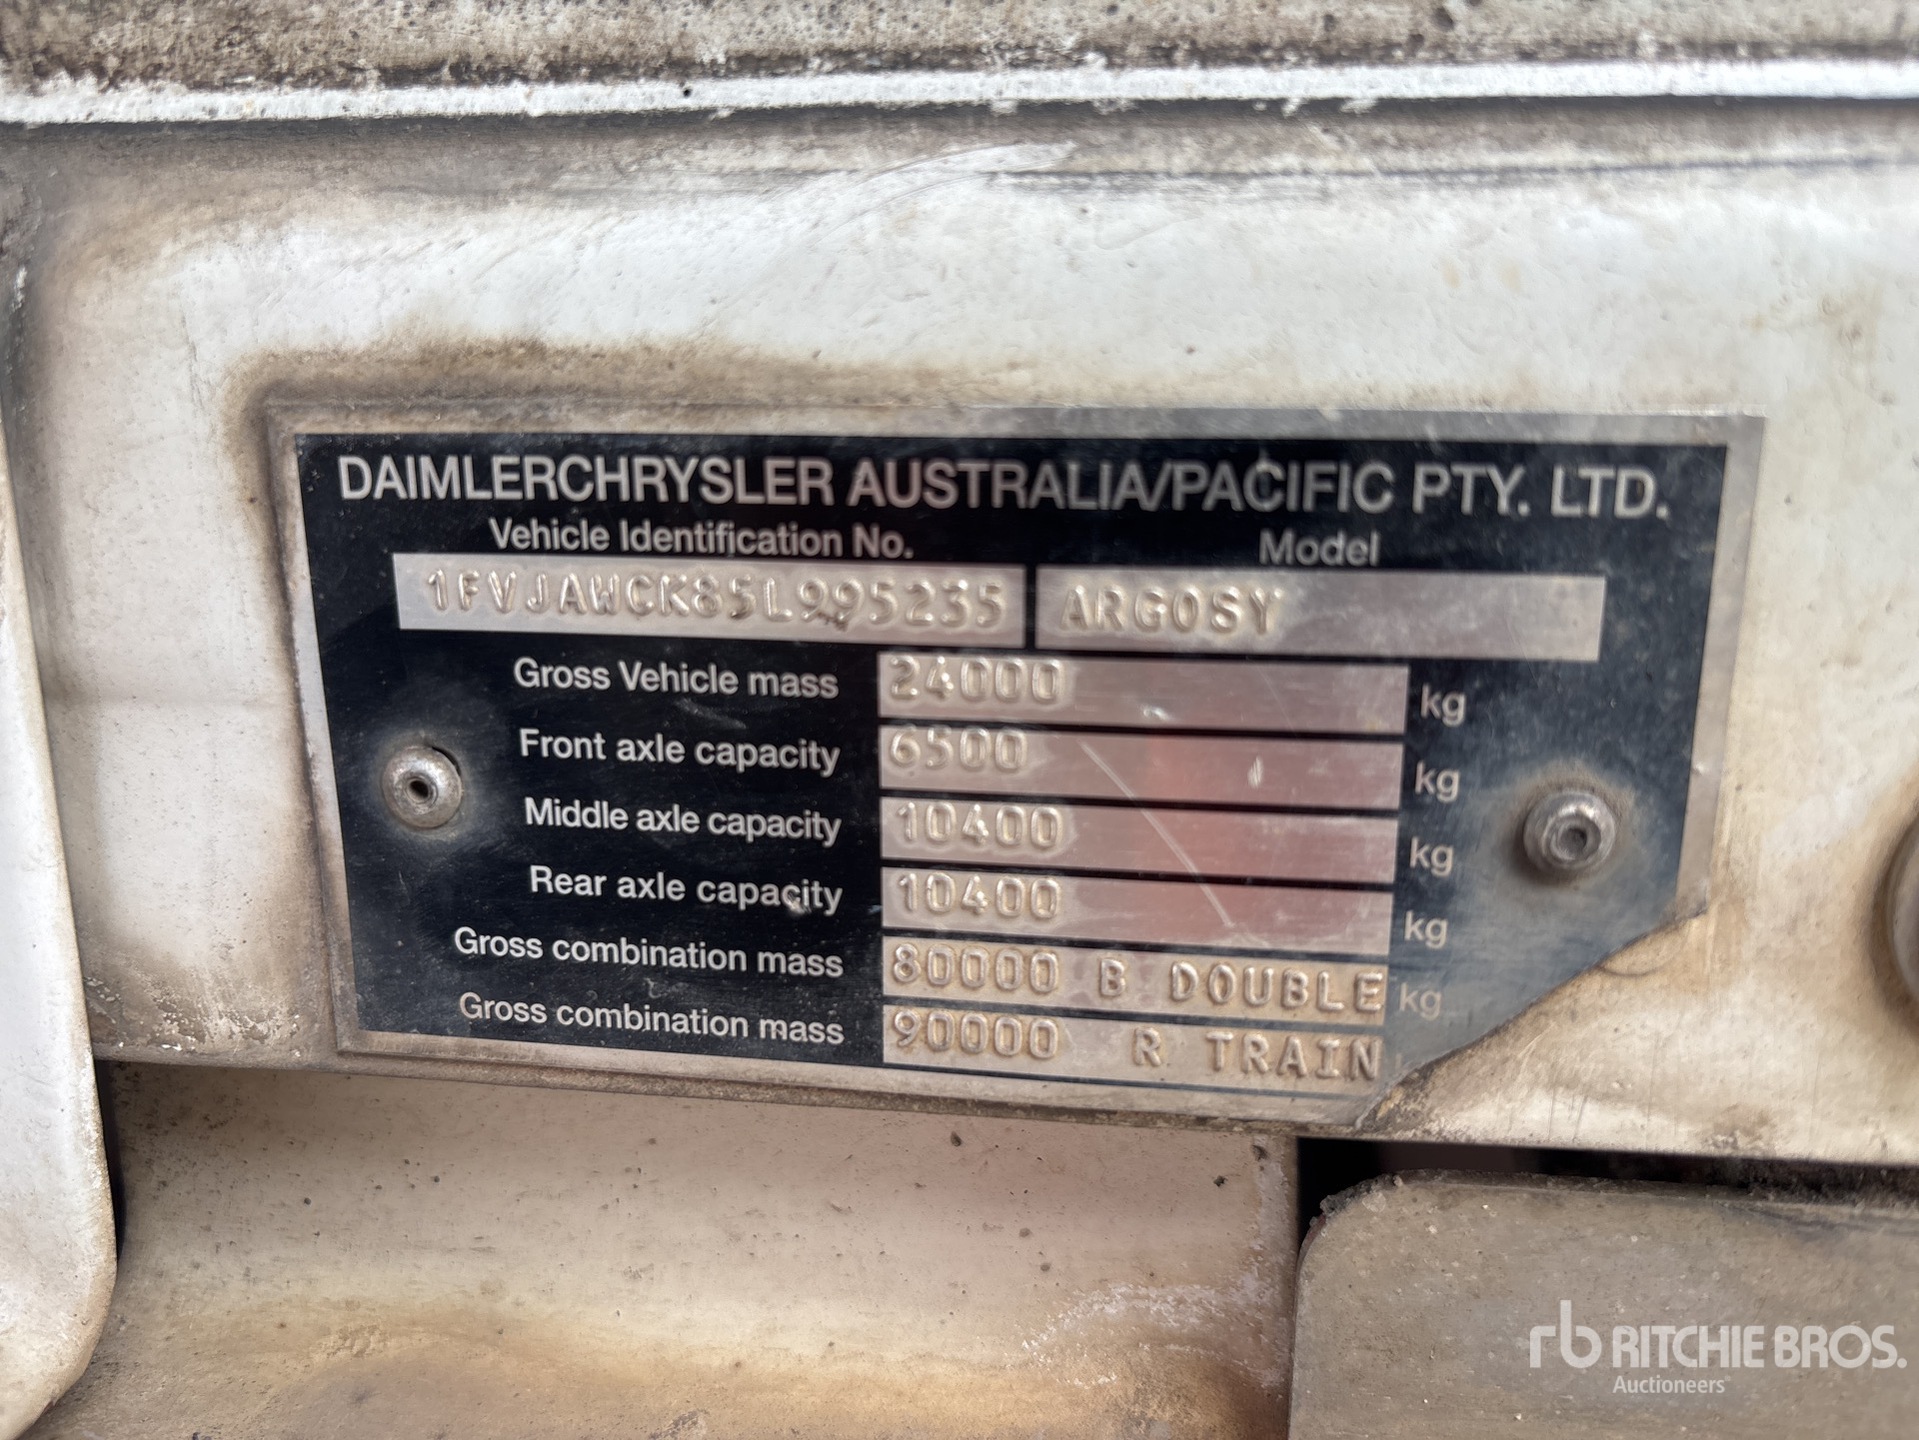 DAIMLERCHRYSLER AUSTRALIA/PACIFIC PTY. LTD.
Vehicle Identification No. Model
1FVJAWCK85L995235 ARGOSY
Gross Vehicle mass 24000 kg
Front axle capacity 6500 kg
Middle axle capacity 10400 kg
Rear axle capacity 10400 kg
Gross combination mass 80000 B DOUBLE kg
Gross combination mass 90000 R TRAIN
rb RITCHIE BROS.
Auctioneers